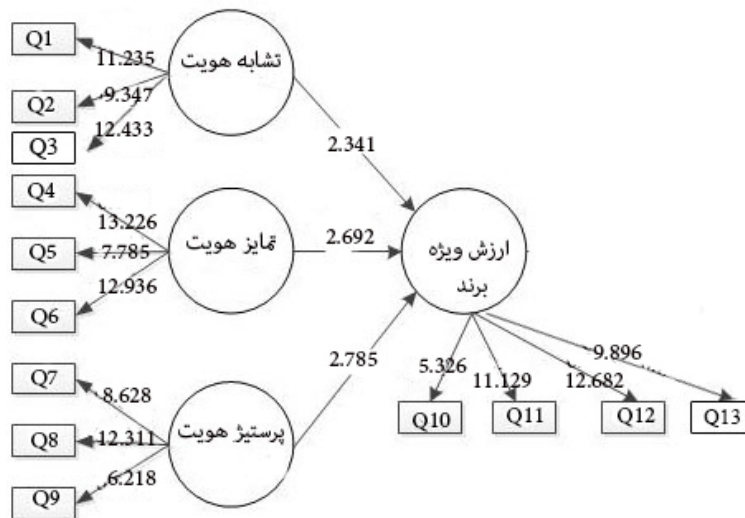 Q1
11.235
تشابه هویت
Q2
9.347
Q3
12.433
2.341
Q4
13.226
Q5
7.785
تمایز هویت
2.692
ارزش ویژه
برند
Q6
12.936
Q7
8.628
2.785
Q8
12.311
پرستیژ هویت
Q9
6.218
5.326
11.129
12.682
9.896
Q10
Q11
Q12
Q13